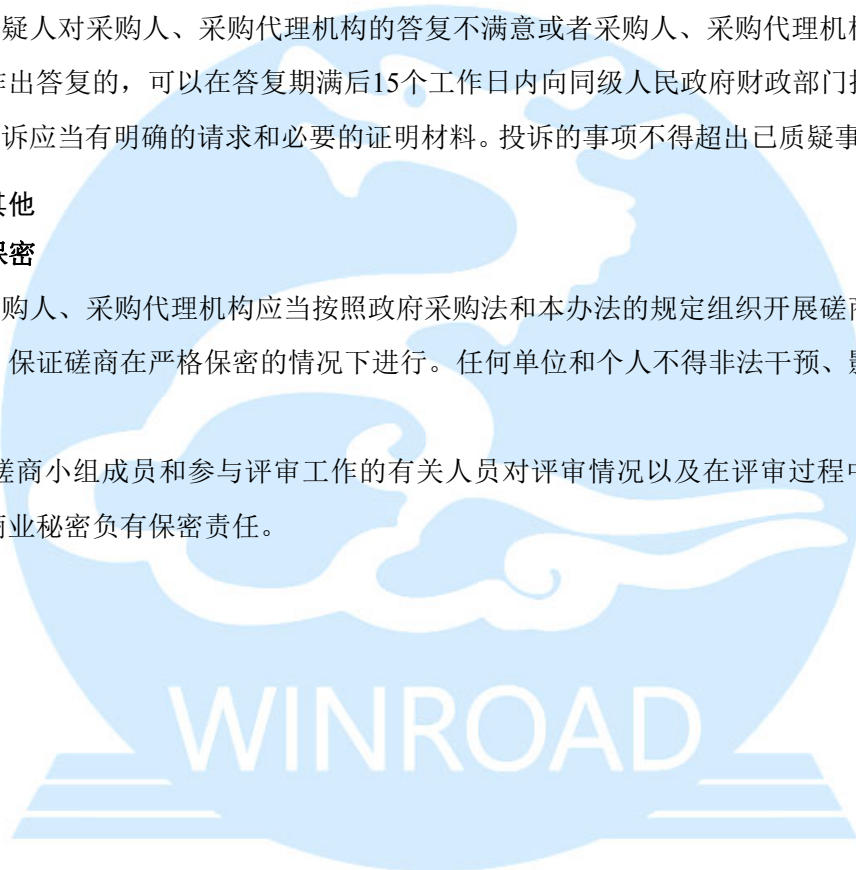 疑人对采购人、采购代理机构的答复不满意或者采购人、采购代理机
作出答复的，可以在答复期满后15个工作日内向同级人民政府财政部门
诉应当有明确的请求和必要的证明材料。投诉的事项不得超出已质疑事
其他
保密
购人、采购代理机构应当按照政府采购法和本办法的规定组织开展磋商
保证磋商在严格保密的情况下进行。任何单位和个人不得非法干预、
磋商小组成员和参与评审工作的有关人员对评审情况以及在评审过程中
商业秘密负有保密责任。
WINROAD